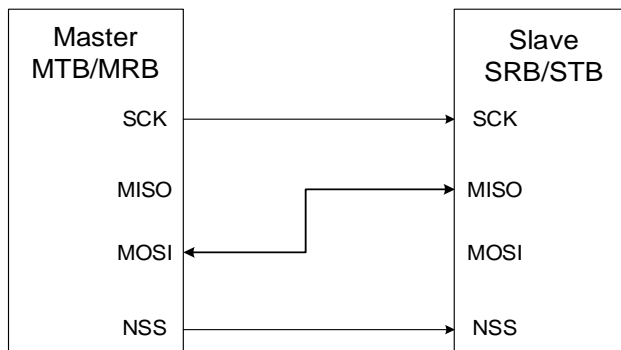 Master
MTB/MRB
SCK
MISO
MOSI
NSS
Slave
SRB/STB
SCK
MISO
MOSI
NSS